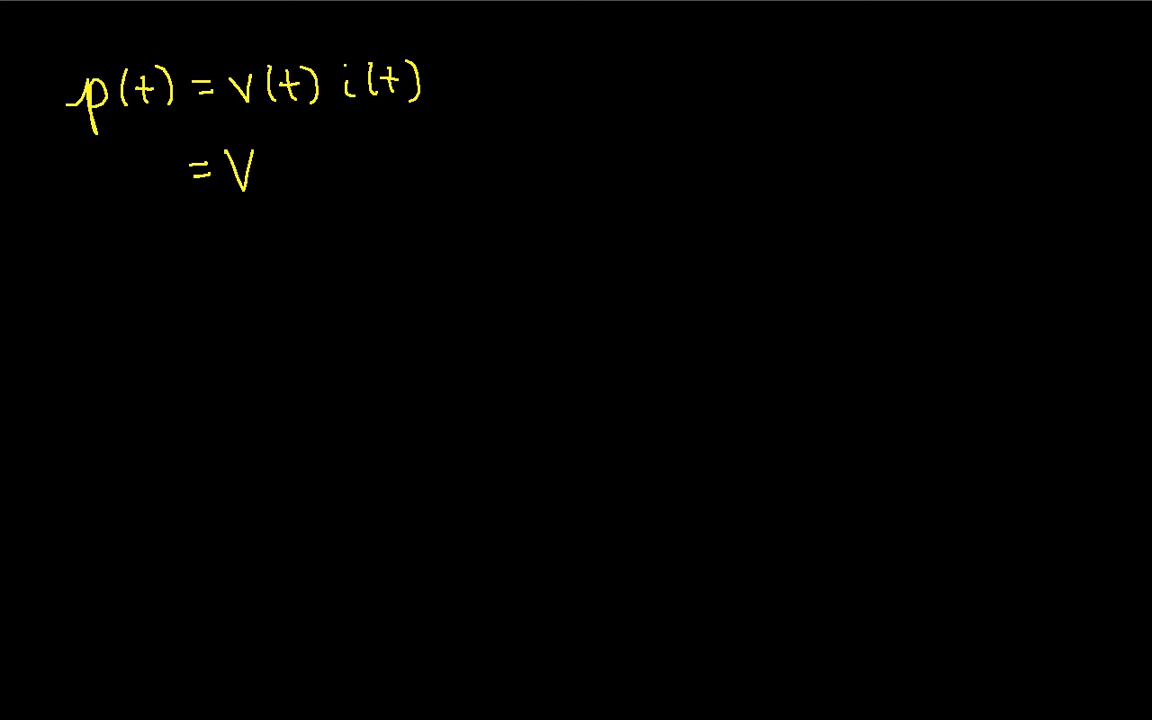 p(t) = v(t) i(t)
= V